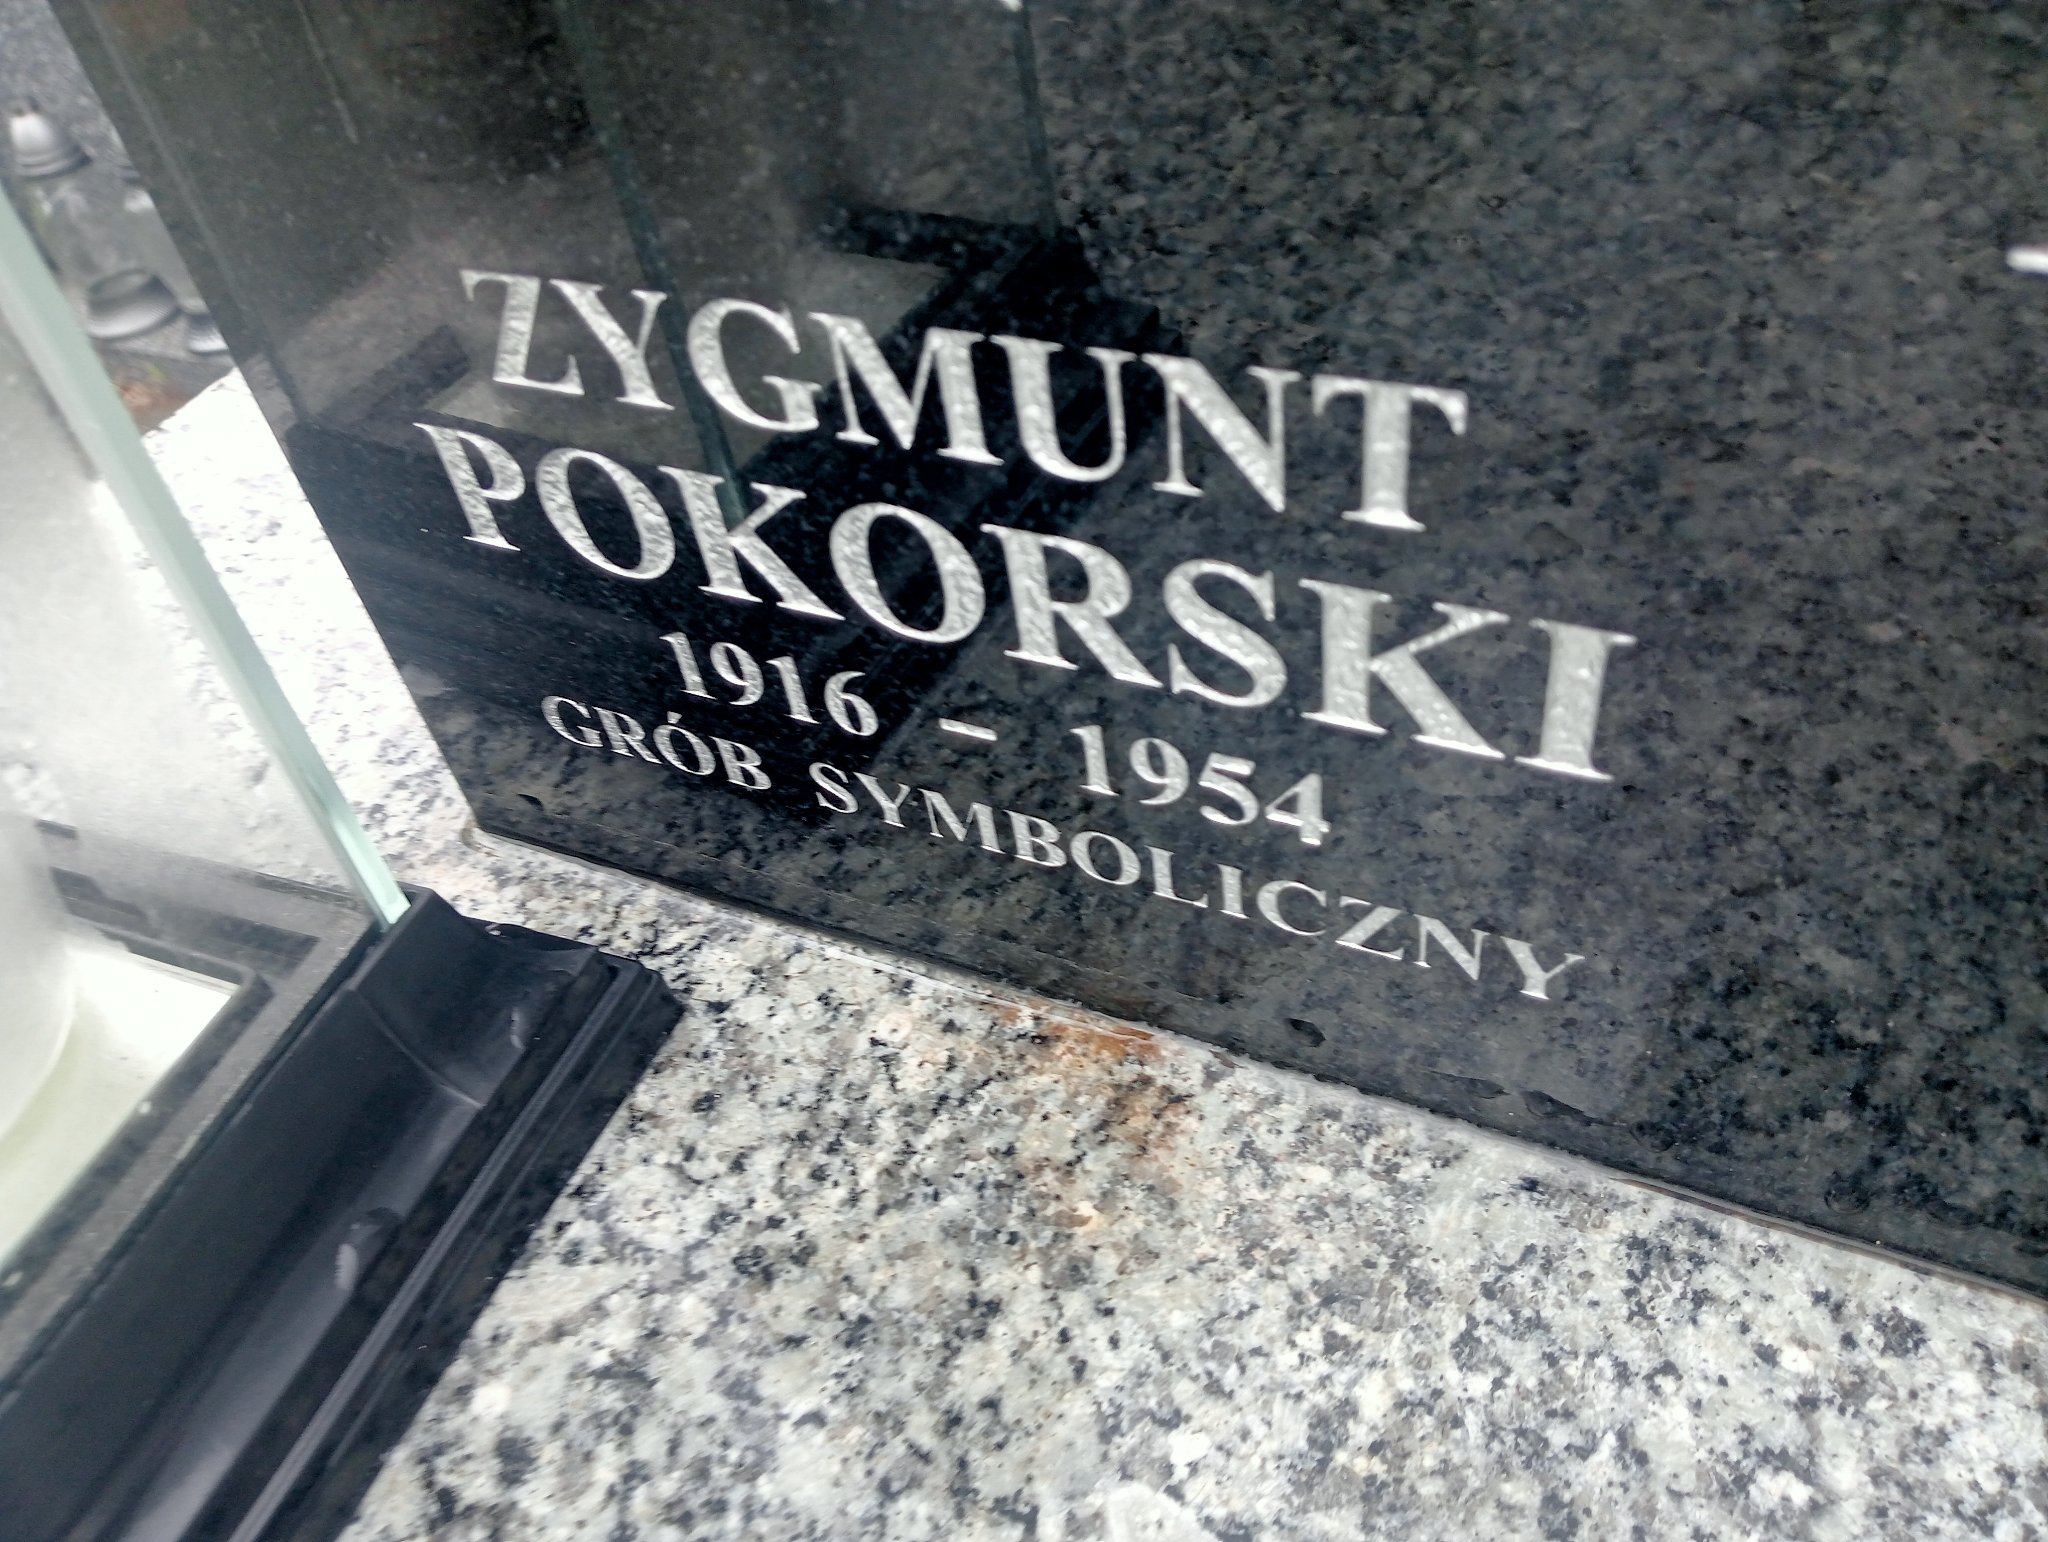 ZYGMUNT
POKORSKI
1916 - 1954
GRÓB SYMBOLICZNY